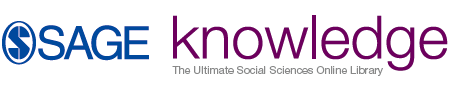 SAGE knowledge
The Ultimate Social Sciences Online Library